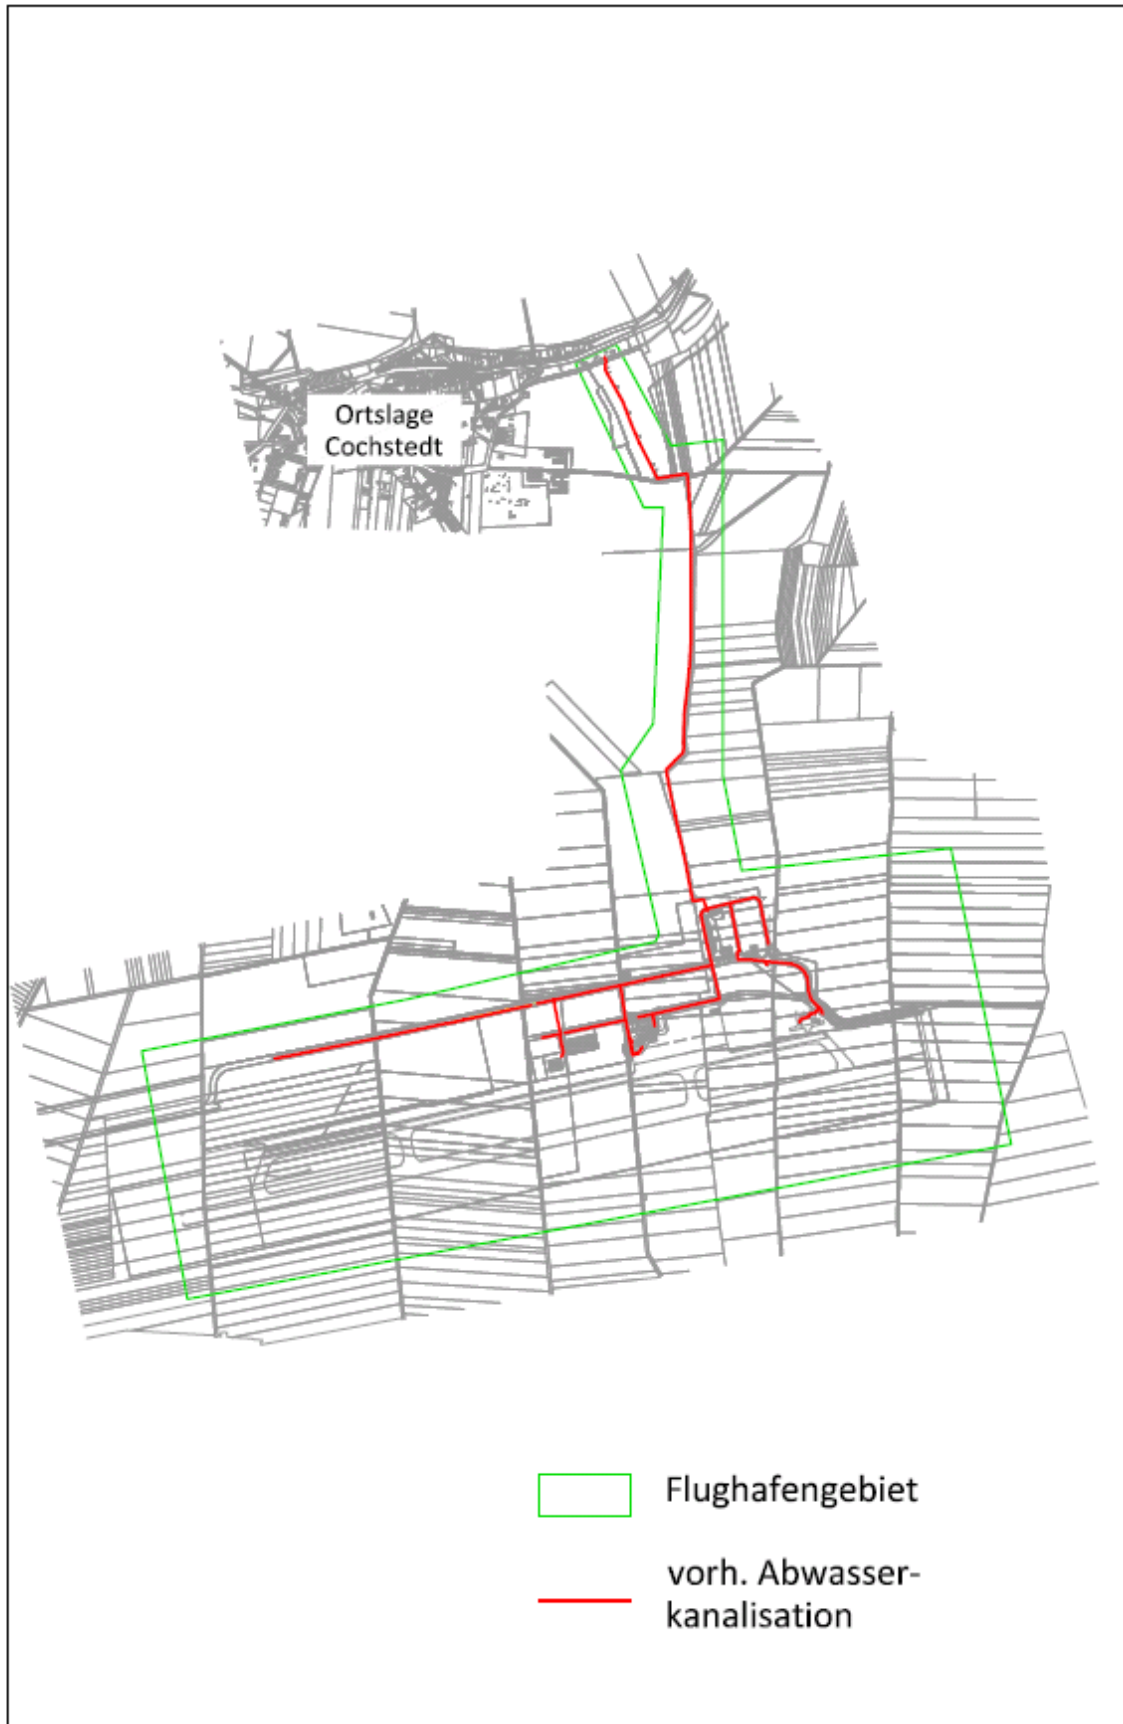 Ortslage
Cochstedt
Flughafengebiet
vorh. Abwasser-
kanalisation